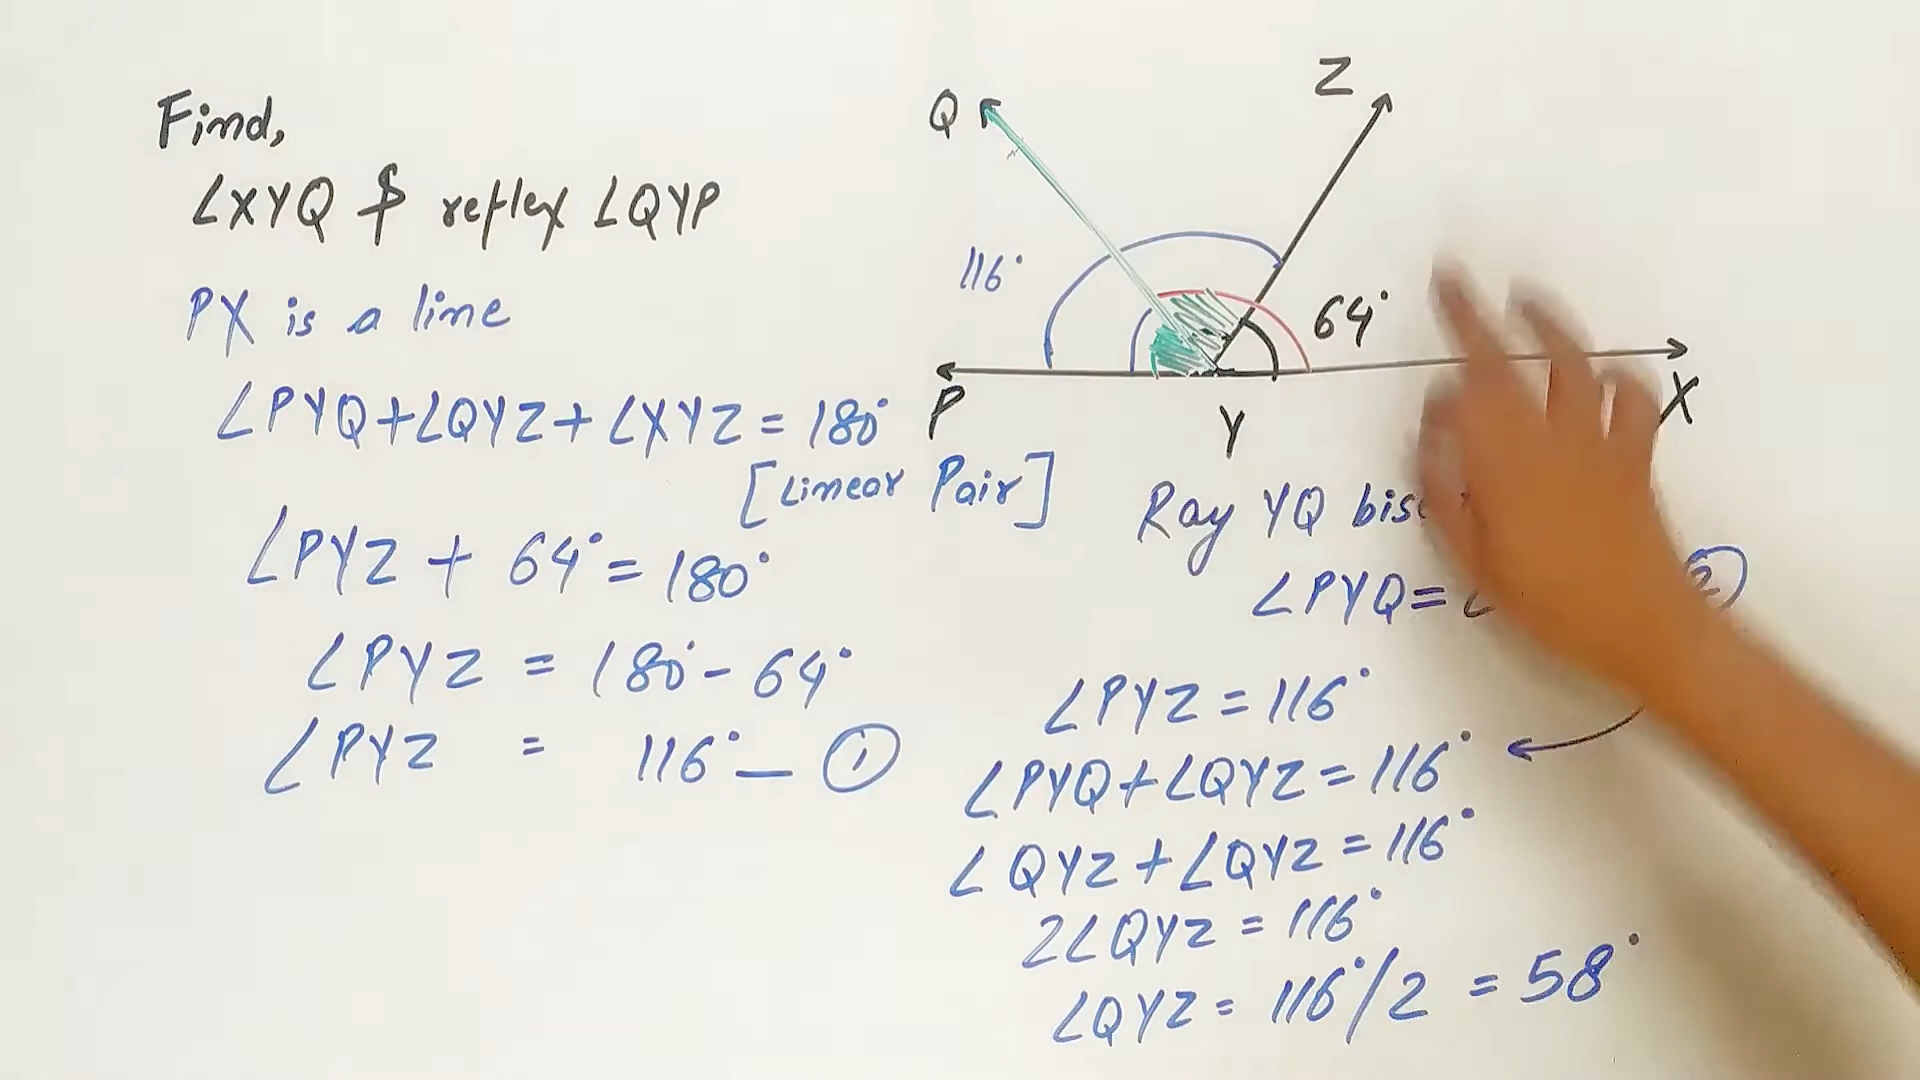 Find,
∠XYQ & reflex ∠QYP
PX is a line
∠PYQ+∠QYZ+∠XYZ=180°
[Linear Pair]
∠PYZ + 64°=180°
∠PYZ = 180°-64°
∠PYZ = 116° — ①
Q
Z
116°
64°
P
Y
X
Ray YQ
∠PYQ=∠
②
∠PYZ=116°
∠PYQ+∠QYZ=116°
∠QYZ+∠QYZ=116°
2∠QYZ=116°
∠QYZ= 116°/2 =58°